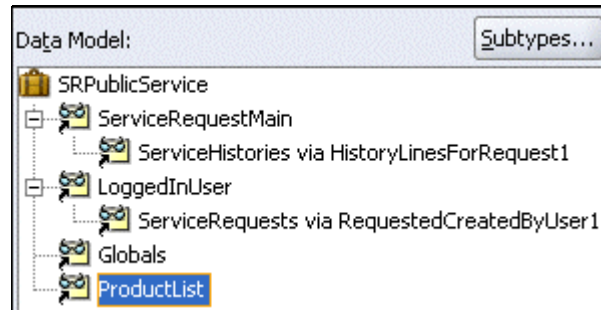 Data Model:
Subtypes...
SRPublicService
ServiceRequestMain
ServiceHistories via HistoryLinesForRequest1
LoggedInUser
ServiceRequests via RequestedCreatedByUser1
Globals
ProductList